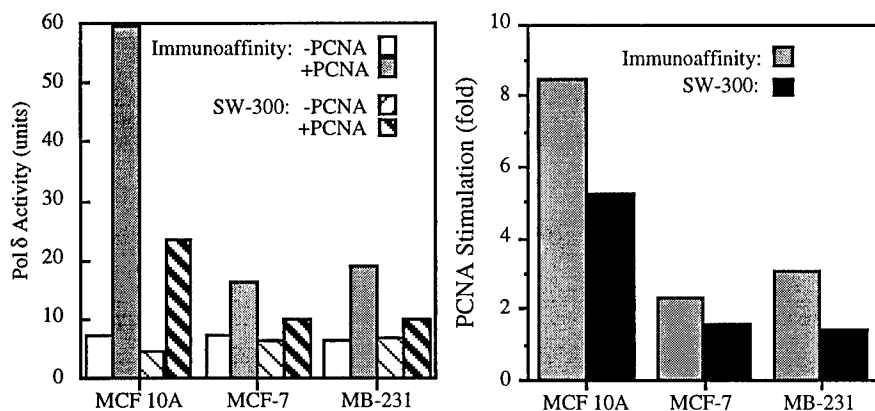 60
50
40
30
20
10
0
Pol δ Activity (units)
Immunoaffinity: -PCNA
+PCNA
SW-300: -PCNA
+PCNA
MCF 10A MCF-7 MB-231
10
8
6
4
2
0
PCNA Stimulation (fold)
Immunoaffinity:
SW-300:
MCF 10A MCF-7 MB-231